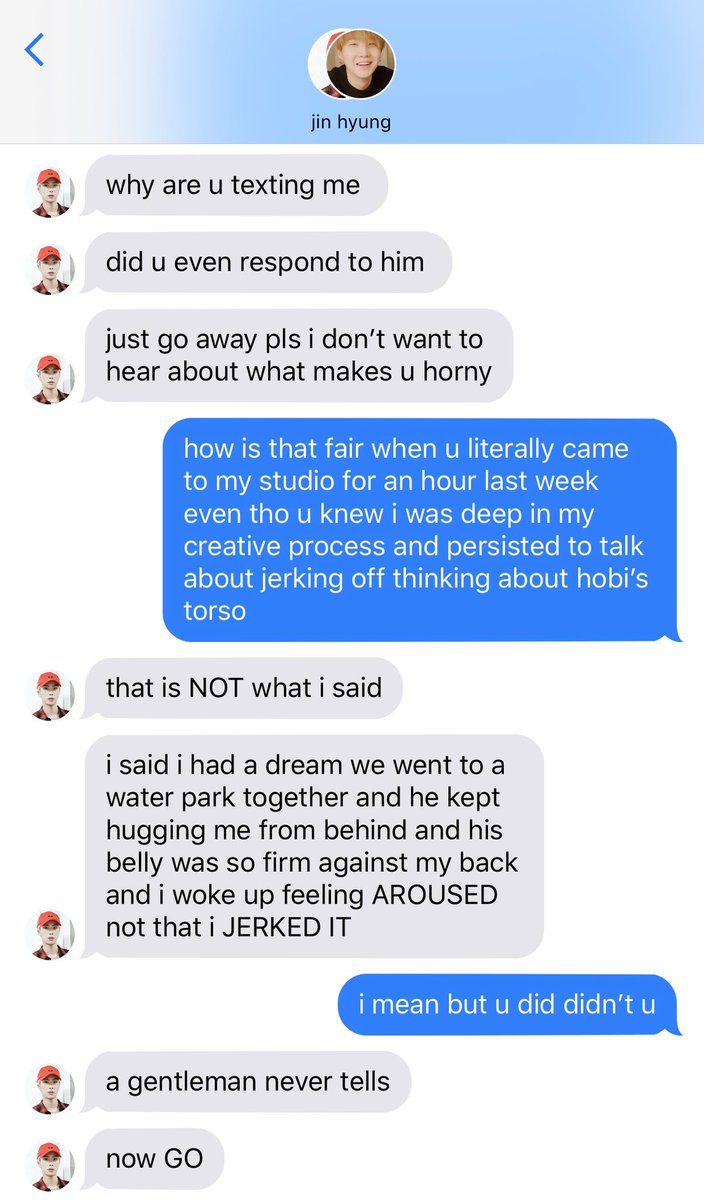 jin hyung
why are u texting me
did u even respond to him
just go away pls i don’t want to
hear about what makes u horny
how is that fair when u literally came
to my studio for an hour last week
even tho u knew i was deep in my
creative process and persisted to talk
about jerking off thinking about hobi’s
torso
that is NOT what i said
i said i had a dream we went to a
water park together and he kept
hugging me from behind and his
belly was so firm against my back
and i woke up feeling AROUSED
not that i JERKED IT
i mean but u did didn’t u
a gentleman never tells
now GO